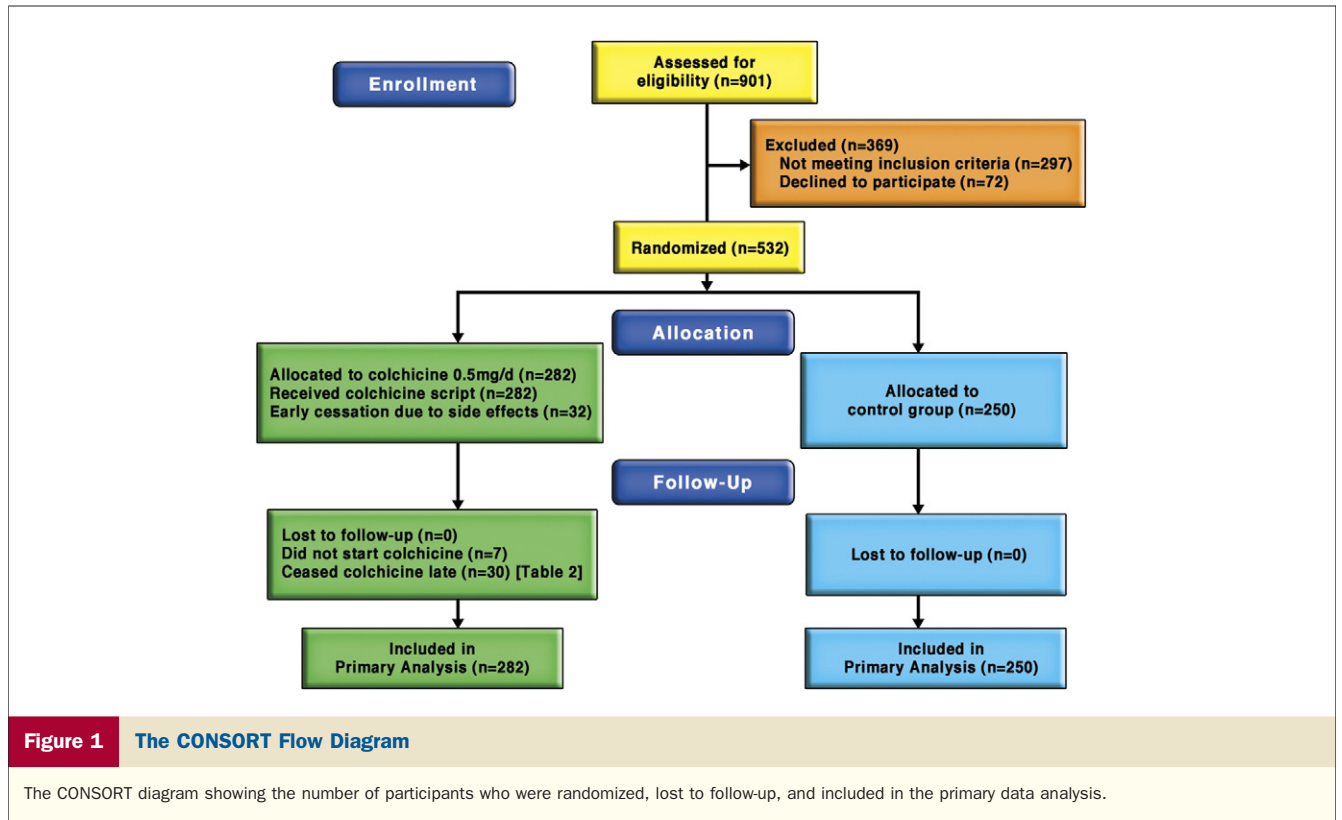 Enrollment
Assessed for
eligibility (n=901)
Excluded (n=369)
Not meeting inclusion criteria (n=297)
Declined to participate (n=72)
Randomized (n=532)
Allocation
Allocated to colchicine 0.5mg/d (n=282)
Received colchicine script (n=282)
Early cessation due to side effects (n=32)
Allocated to
control group (n=250)
Follow-Up
Lost to follow-up (n=0)
Did not start colchicine (n=7)
Ceased colchicine late (n=30) [Table 2]
Lost to follow-up (n=0)
Included in
Primary Analysis (n=282)
Included in
Primary Analysis (n=250)
Figure 1 The CONSORT Flow Diagram
The CONSORT diagram showing the number of participants who were randomized, lost to follow-up, and included in the primary data analysis.